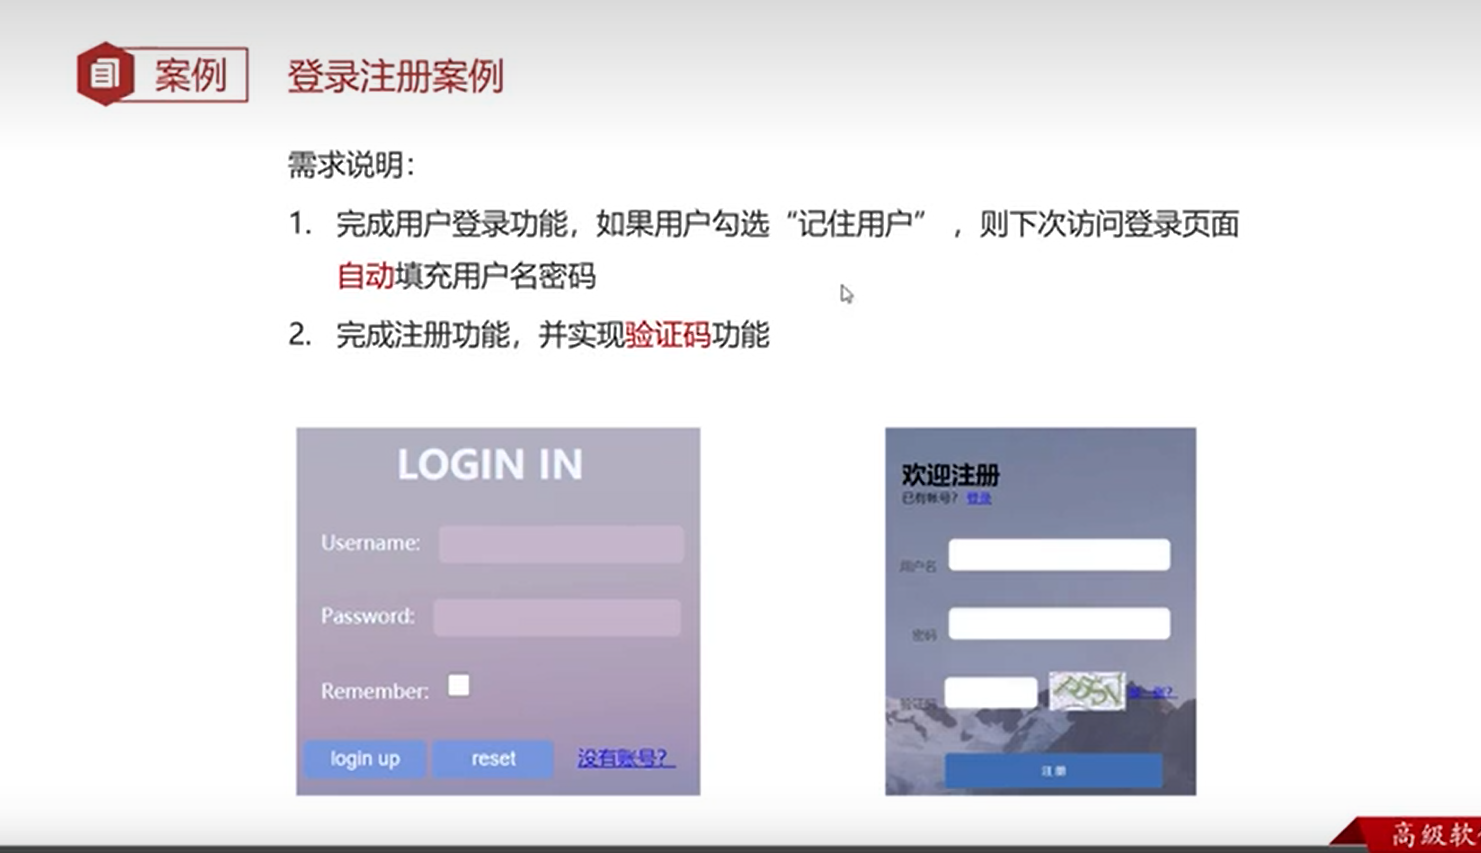 案例
登录注册案例
需求说明：
1. 完成用户登录功能，如果用户勾选“记住用户” ，则下次访问登录页面
自动填充用户名密码
2. 完成注册功能，并实现验证码功能
LOGIN IN
Username:
Password:
Remember:
login up
reset
没有账号？
欢迎注册
已有帐号？ 登录
用户名
密码
验证码
注 册
高级软